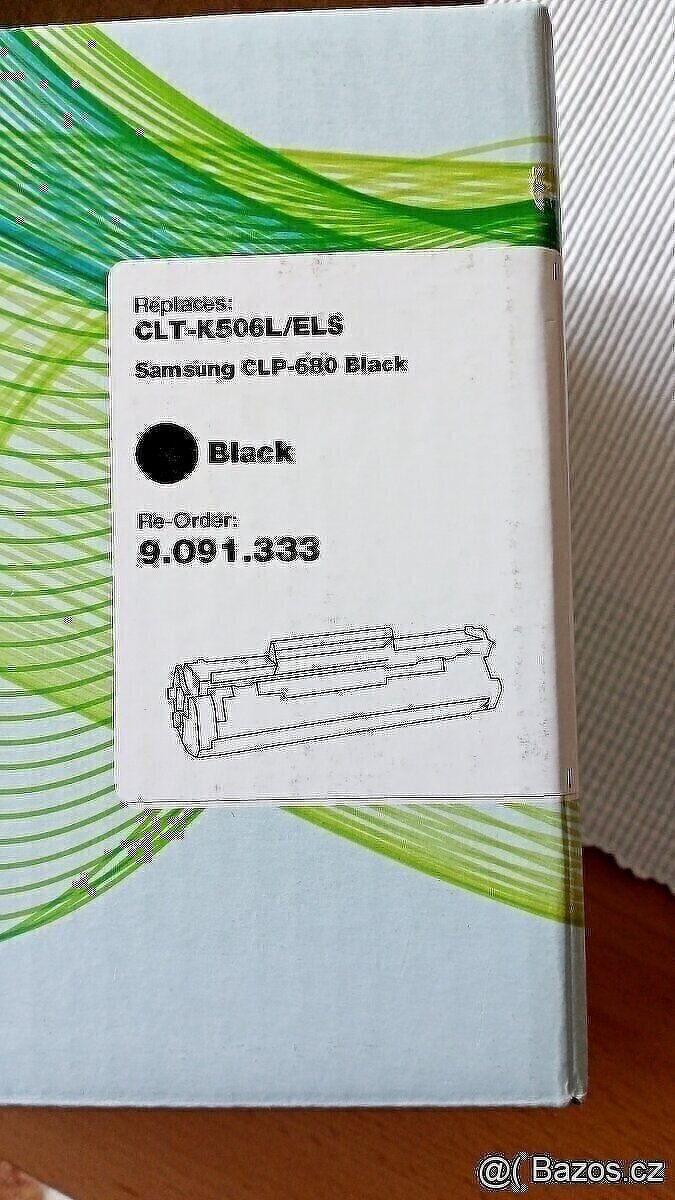 Replaces:
CLT-K506L/ELS
Samsung CLP-680 Black
Black
Re-Order:
9.091.333
@( Bazos.cz